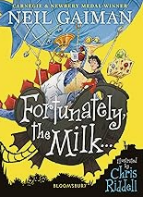 CARNEGIE & NEWBERY MEDAL WINNER
NEIL GAIMAN
Fortunately,
the Milk...
illustrated by
Chris
Riddell
BLOOMSBURY